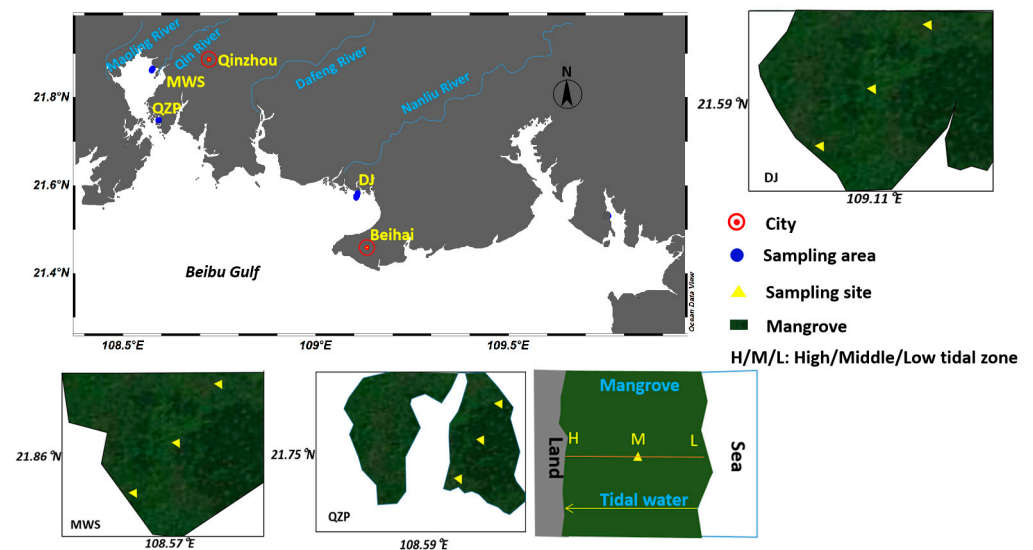 Maoling River
Qin River
Qinzhou
Dafeng River
Nanliu River
MWS
QZP
N
DJ
Beihai
Beibu Gulf
Ocean Data View
21.8°N
21.6°N
21.4°N
108.5°E
109°E
109.5°E
21.59 °N
DJ
109.11 °E
City
Sampling area
Sampling site
Mangrove
H/M/L: High/Middle/Low tidal zone
21.86 °N
MWS
108.57 °E
21.75 °N
QZP
108.59 °E
Mangrove
H
M
L
Land
Sea
Tidal water